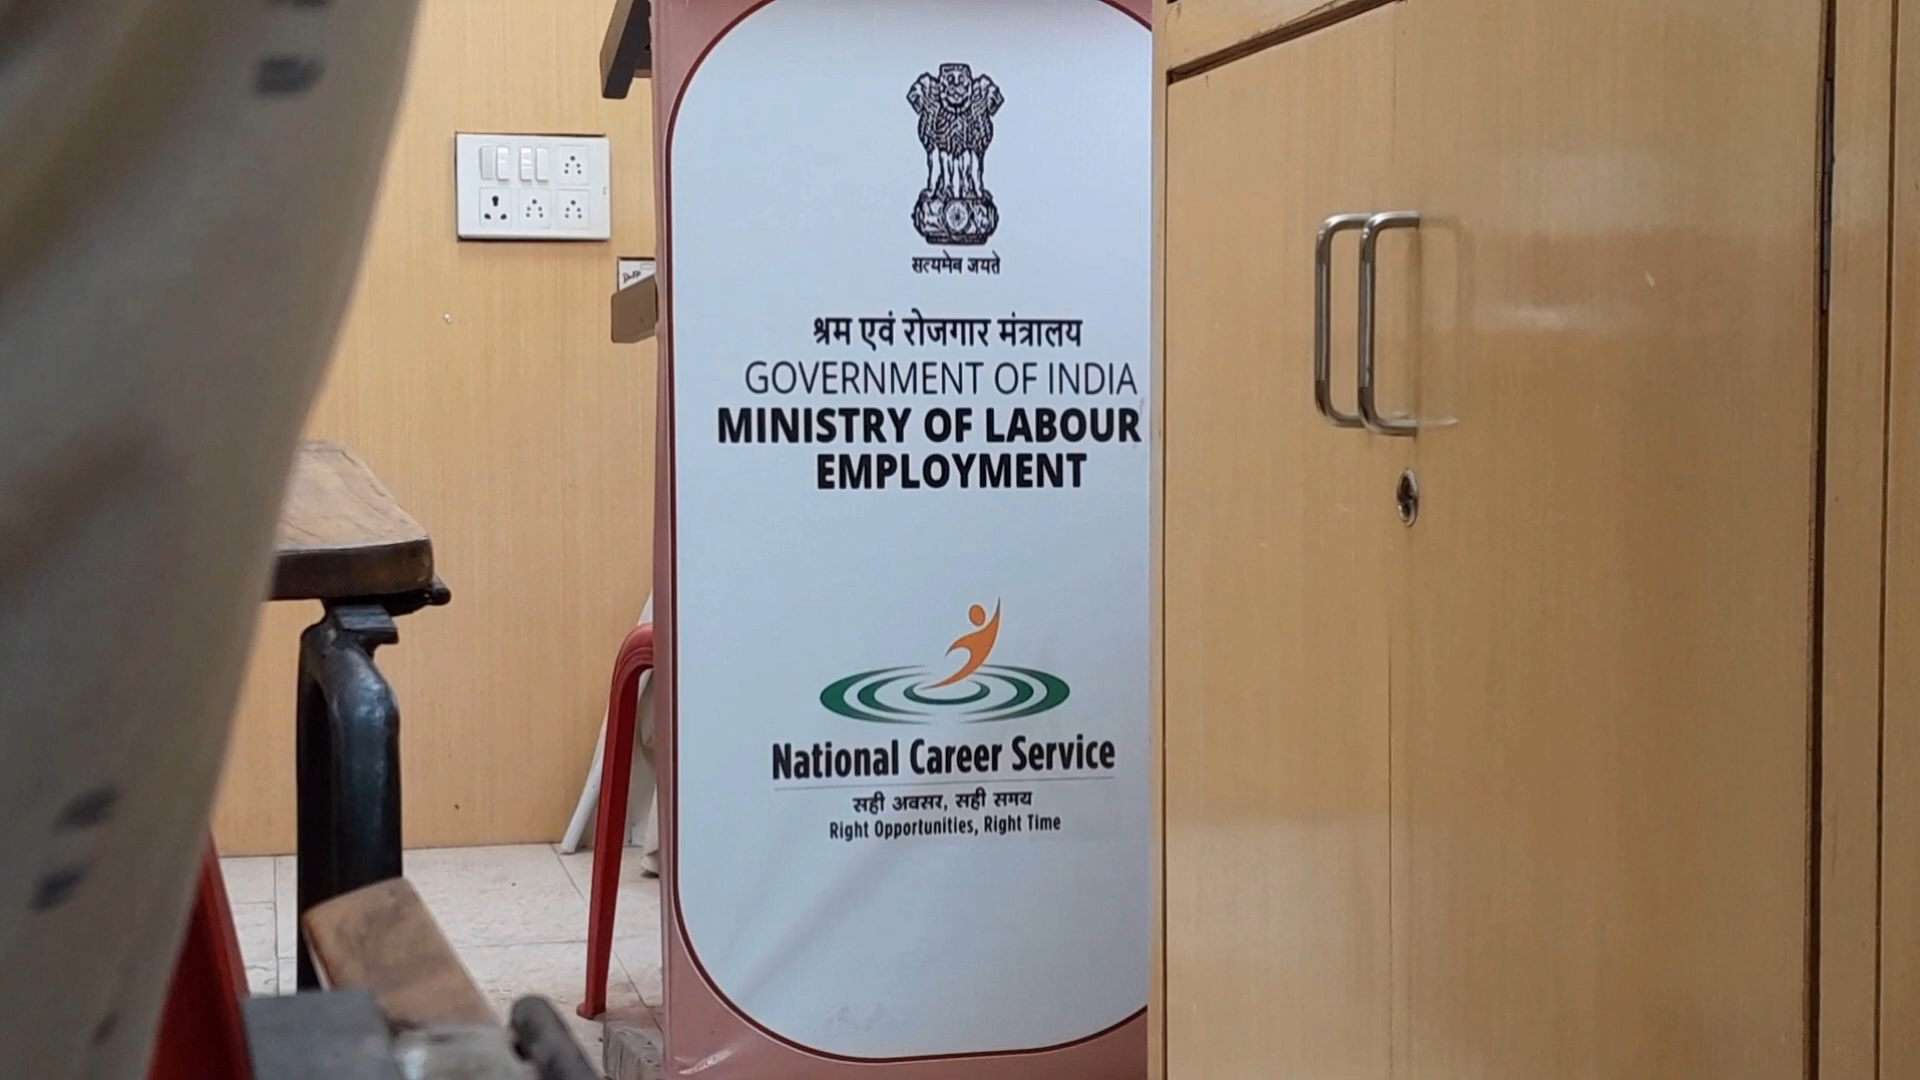 सत्यमेव जयते
श्रम एवं रोजगार मंत्रालय
GOVERNMENT OF INDIA
MINISTRY OF LABOUR
EMPLOYMENT
National Career Service
सही अवसर, सही समय
Right Opportunities, Right Time